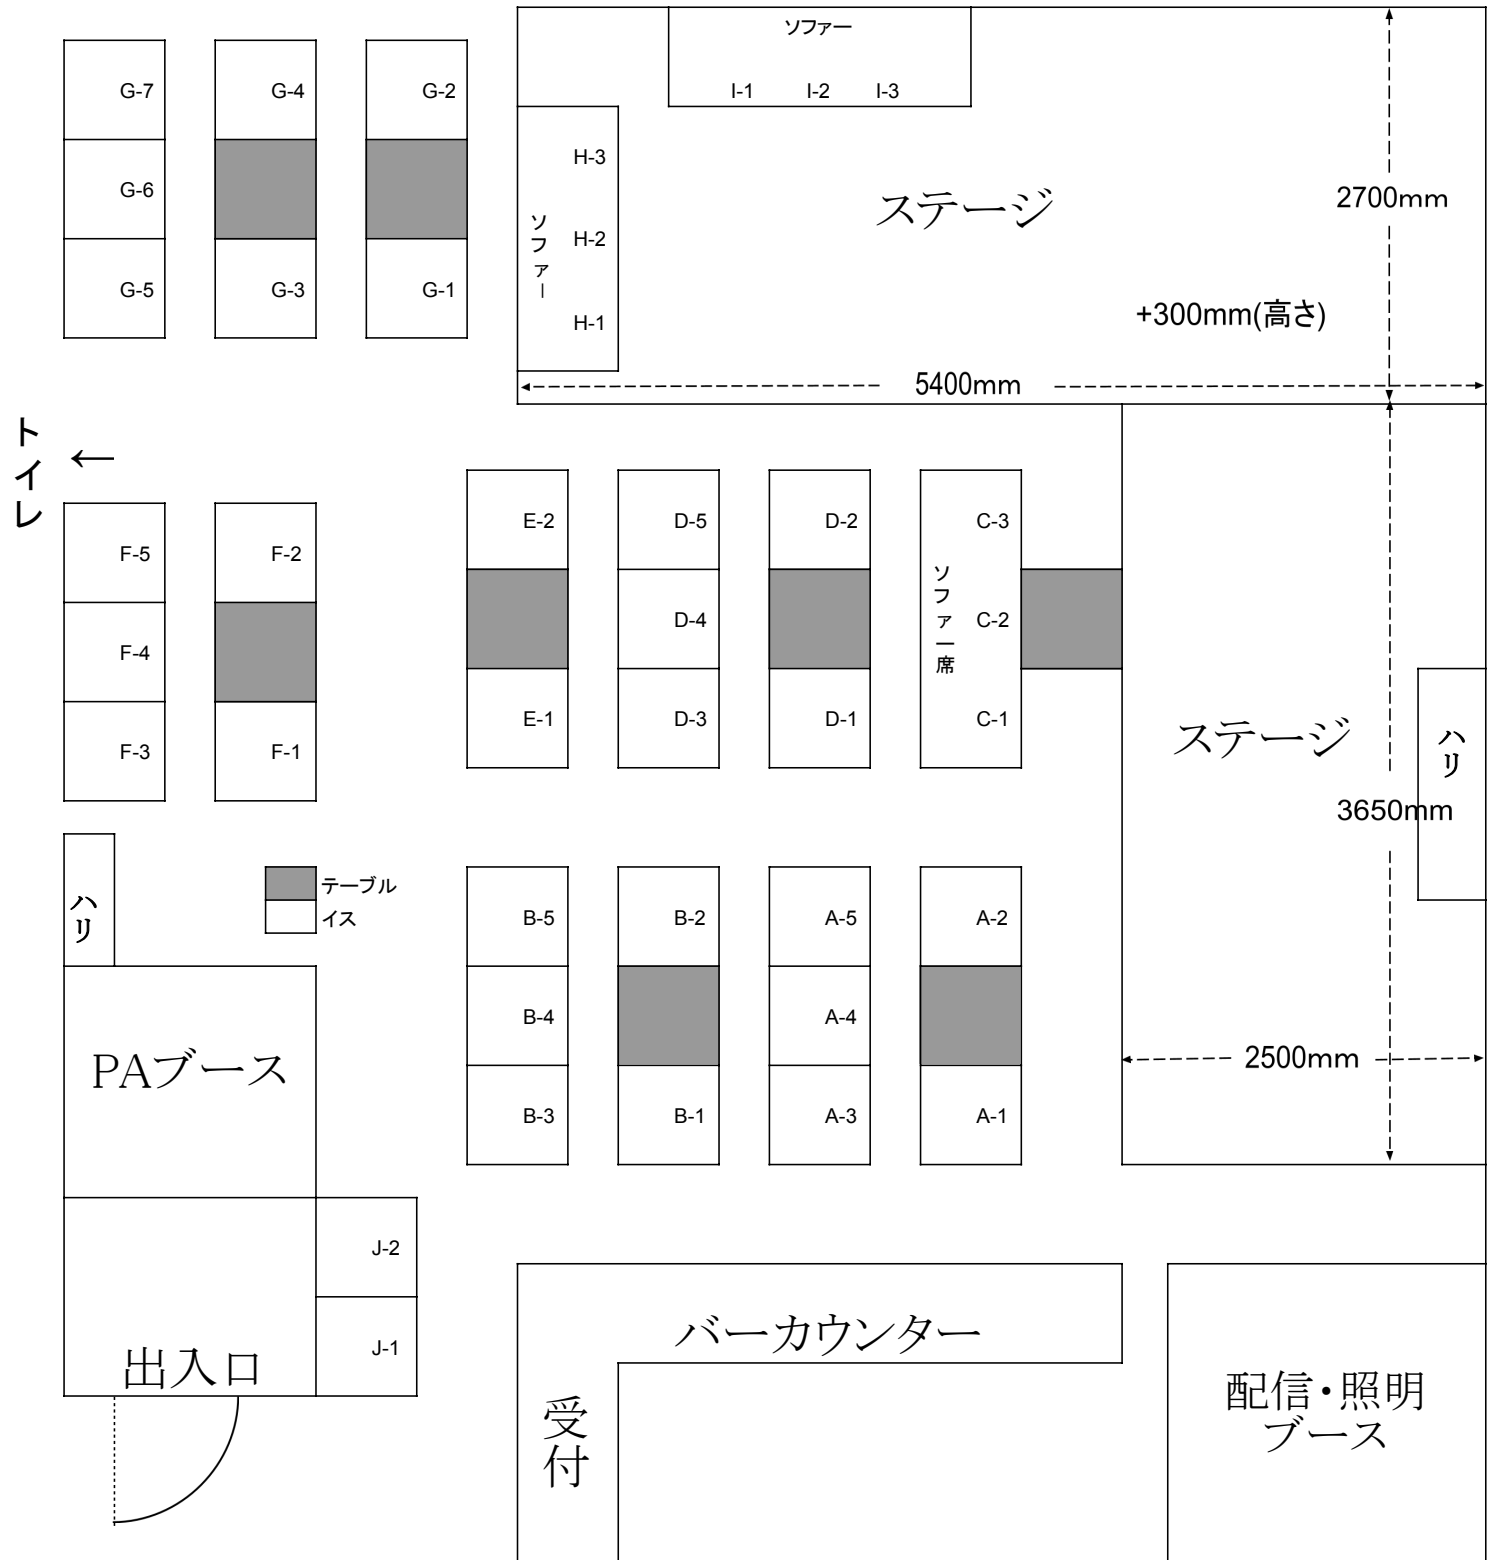 ソファー
I-1 I-2 I-3
G-7 G-4 G-2
G-6
G-5 G-3 G-1
H-3
H-2
H-1
ソファー
ステージ
2700mm
+300mm(高さ)
5400mm
トイレ
←
F-5 F-2
F-4
F-3 F-1
E-2 D-5 D-2 C-3
D-4 C-2
E-1 D-3 D-1 C-1
ソファー席
ステージ
ハリ
3650mm
ハリ
テーブル
イス
B-5 B-2 A-5 A-2
B-4 A-4
B-3 B-1 A-3 A-1
2500mm
PAブース
J-2
J-1
出入口
バーカウンター
受付
配信・照明
ブース